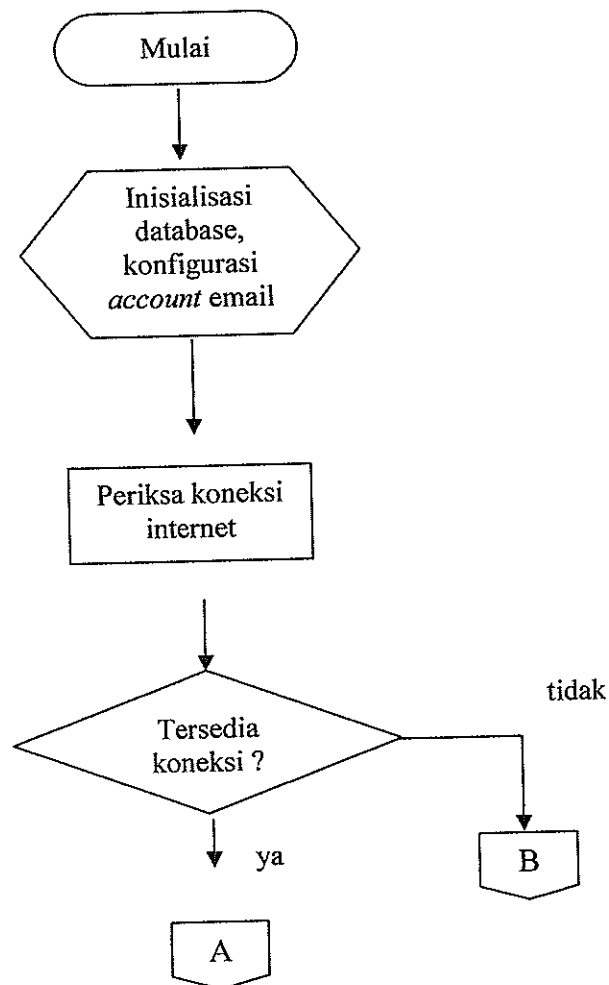 Mulai
Inisialisasi
database,
konfigurasi
account email
Periksa koneksi
internet
tidak
Tersedia
koneksi ?
ya
B
A